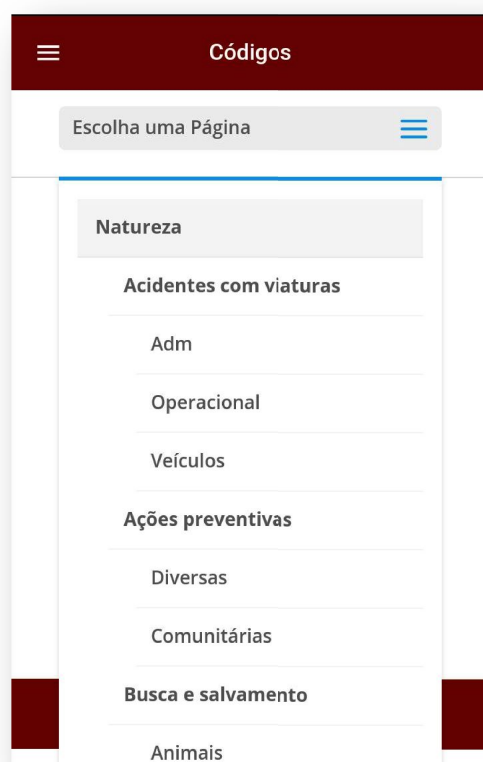 Códigos
Escolha uma Página
Natureza
Acidentes com viaturas
Adm
Operacional
Veículos
Ações preventivas
Diversas
Comunitárias
Busca e salvamento
Animais